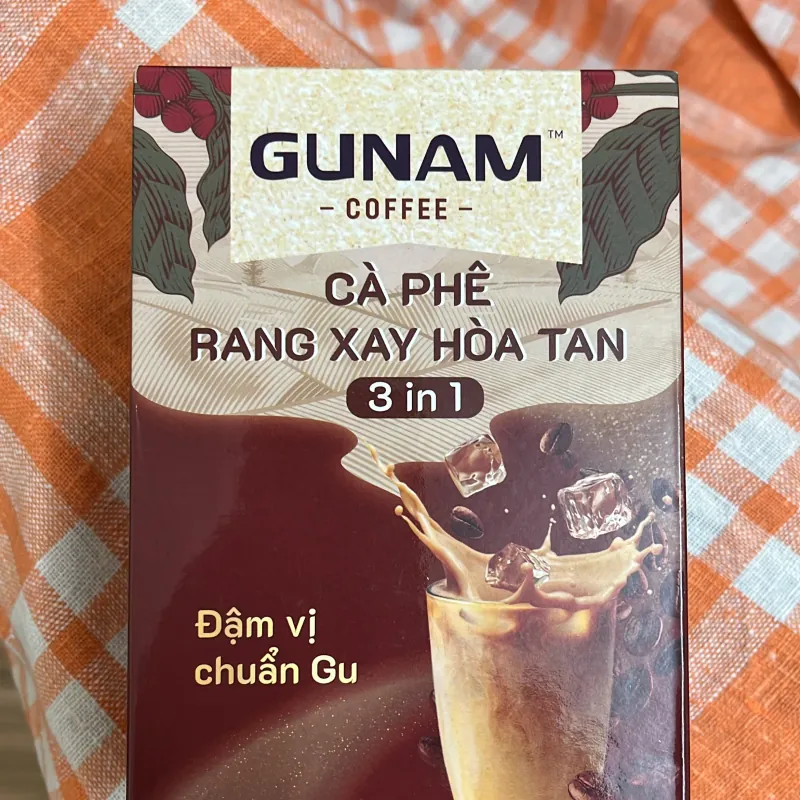 GUNAM™
– COFFEE –
CÀ PHÊ
RANG XAY HÒA TAN
3 in 1
Đậm vị
chuẩn Gu